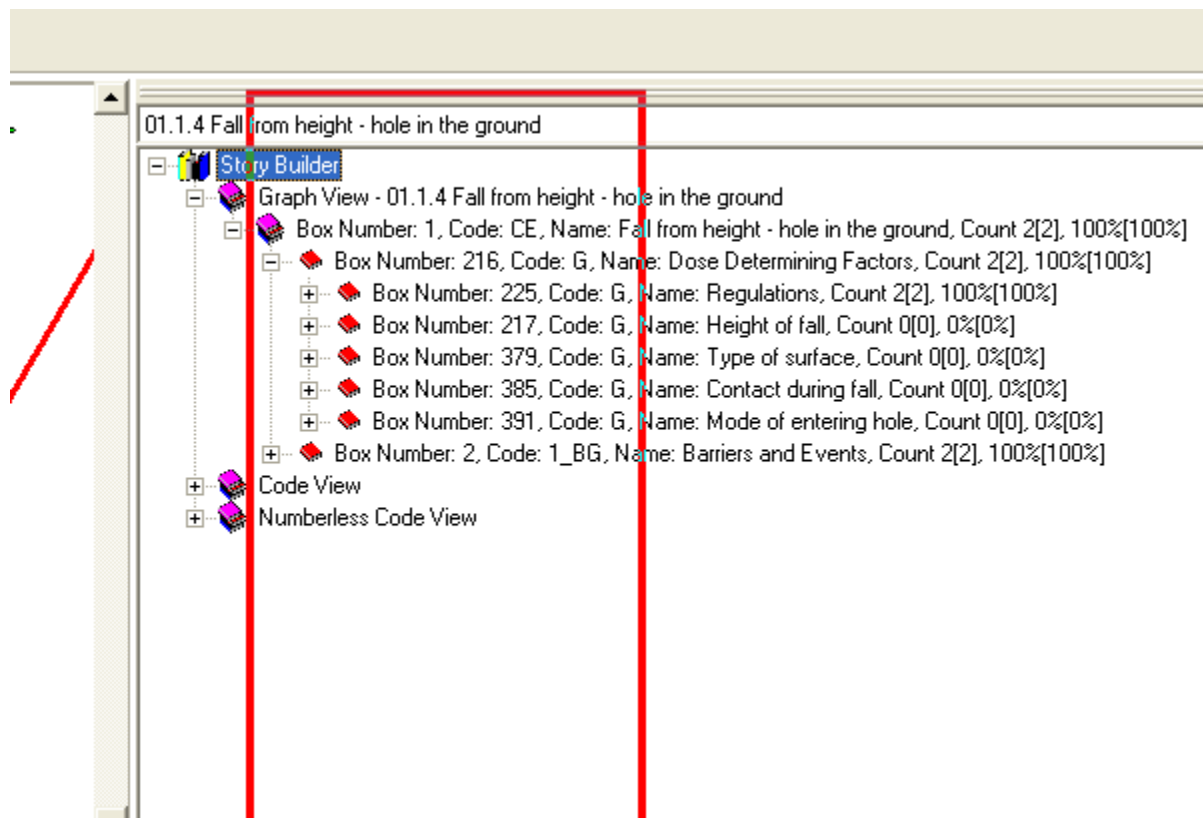 01.1.4 Fall from height - hole in the ground
Story Builder
Graph View - 01.1.4 Fall from height - hole in the ground
Box Number: 1, Code: CE, Name: Fall from height - hole in the ground, Count 2[2], 100%[100%]
Box Number: 216, Code: G, Name: Dose Determining Factors, Count 2[2], 100%[100%]
Box Number: 225, Code: G, Name: Regulations, Count 2[2], 100%[100%]
Box Number: 217, Code: G, Name: Height of fall, Count 0[0], 0%[0%]
Box Number: 379, Code: G, Name: Type of surface, Count 0[0], 0%[0%]
Box Number: 385, Code: G, Name: Contact during fall, Count 0[0], 0%[0%]
Box Number: 391, Code: G, Name: Mode of entering hole, Count 0[0], 0%[0%]
Box Number: 2, Code: 1_BG, Name: Barriers and Events, Count 2[2], 100%[100%]
Code View
Numberless Code View